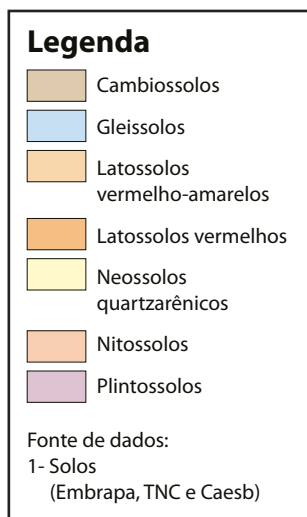 Legenda
Cambiossolos
Gleissolos
Latossolos
vermelho-amarelos
Latossolos vermelhos
Neossolos
quartzarênicos
Nitossolos
Plintossolos
Fonte de dados:
1- Solos
(Embrapa, TNC e Caesb)